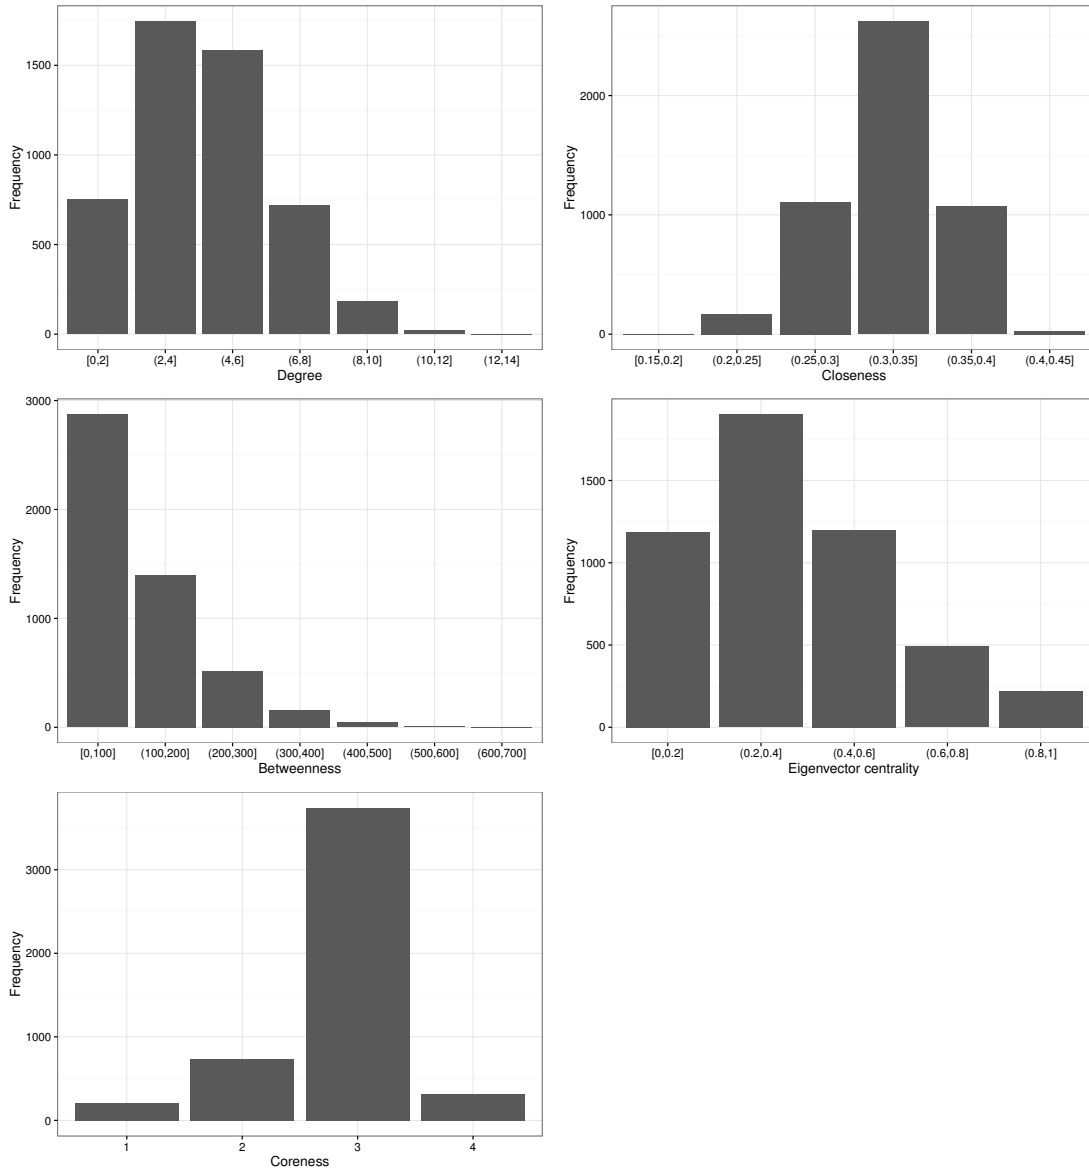 1500
1000
500
0
Frequency
[0,2] (2,4] (4,6] (6,8] (8,10] (10,12] (12,14]
Degree
2000
1000
0
Frequency
[0.15,0.2] (0.2,0.25] (0.25,0.3] (0.3,0.35] (0.35,0.4] (0.4,0.45]
Closeness
3000
2000
1000
0
Frequency
[0,100] (100,200] (200,300] (300,400] (400,500] (500,600] (600,700]
Betweenness
1500
1000
500
0
Frequency
[0,0.2] (0.2,0.4] (0.4,0.6] (0.6,0.8] (0.8,1]
Eigenvector centrality
3000
2000
1000
0
Frequency
1 2 3 4
Coreness